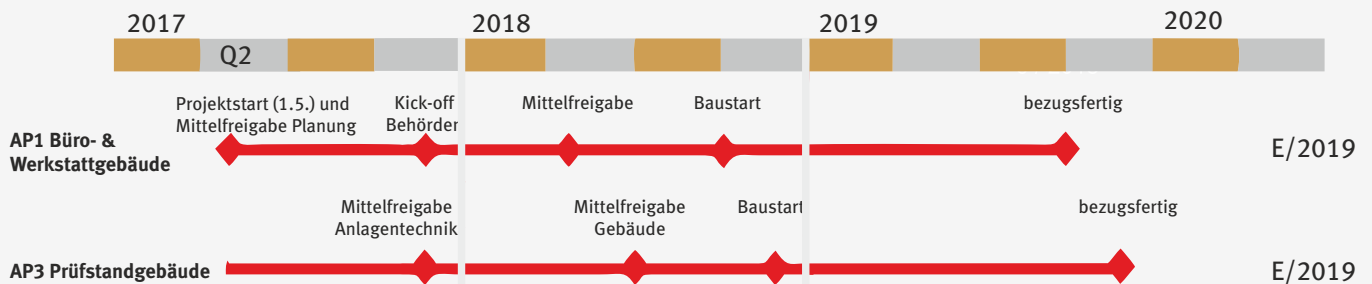 2017
2018
2019
2020
Q2
Projektstart (1.5.) und
Mittelfreigabe Planung
Kick-off
Behörden
Mittelfreigabe
Baustart
bezugsfertig
AP1 Büro- &
Werkstattgebäude
E/2019
Mittelfreigabe
Anlagentechnik
Mittelfreigabe
Gebäude
Baustart
bezugsfertig
AP3 Prüfstandgebäude
E/2019